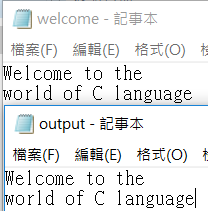 welcome - 記事本
檔案(F) 編輯(E) 格式(O)
Welcome to the
world of C language
output - 記事本
檔案(F) 編輯(E) 格式(O)
Welcome to the
world of C language